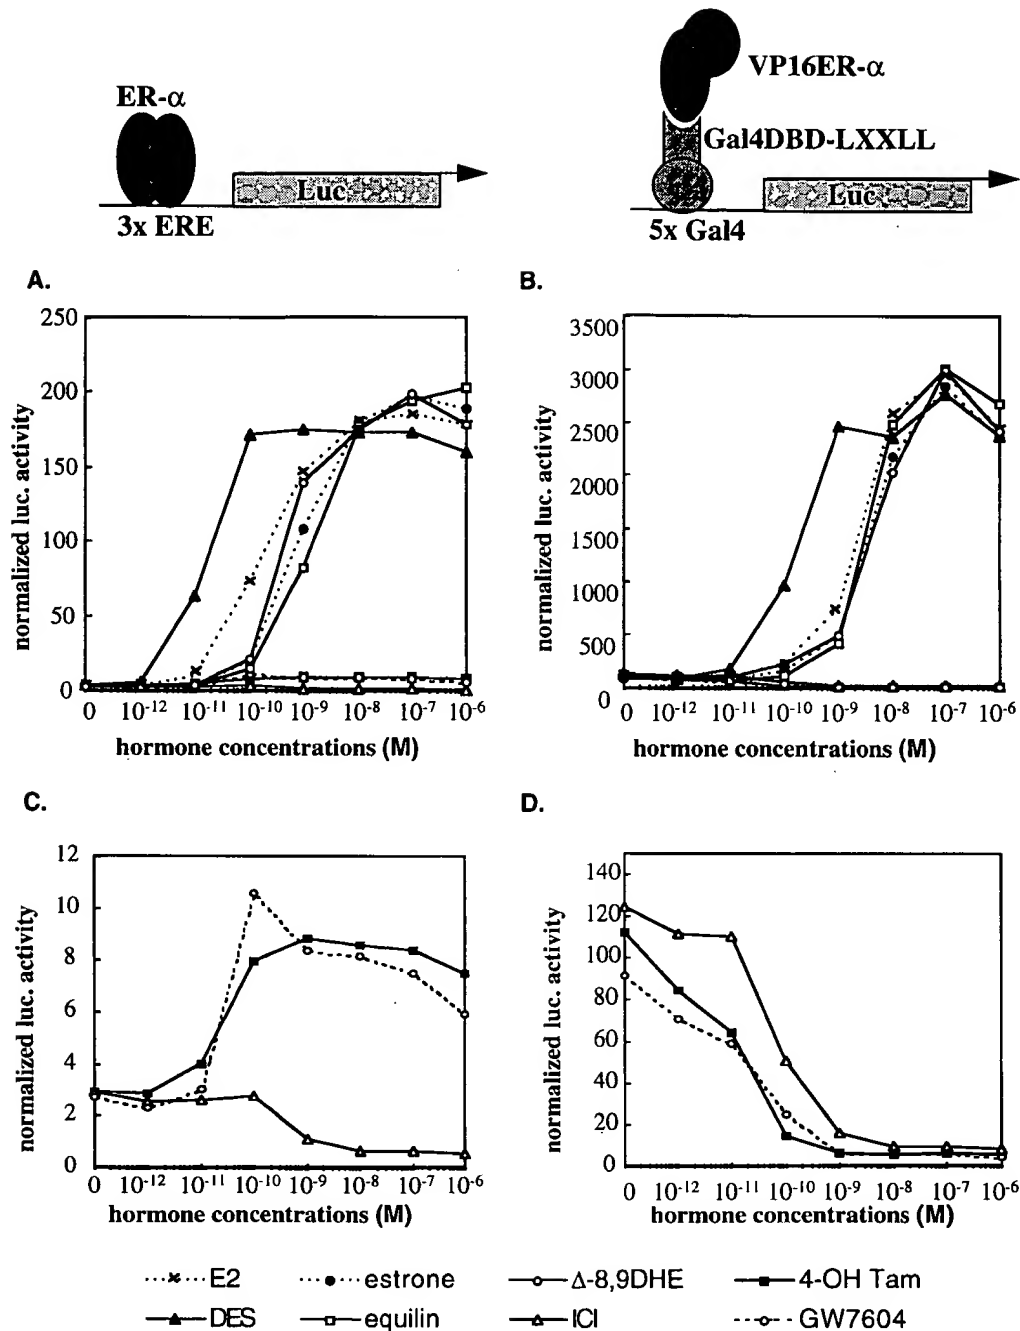 ER-α
Luc
3x ERE
VP16ER-α
Gal4DBD-LXXLL
Luc
5x Gal4
A.
normalized luc. activity
250
200
150
100
50
0
0 10-12 10-11 10-10 10-9 10-8 10-7 10-6
hormone concentrations (M)
B.
normalized luc. activity
3500
3000
2500
2000
1500
1000
500
0
0 10-12 10-11 10-10 10-9 10-8 10-7 10-6
hormone concentrations (M)
C.
normalized luc. activity
12
10
8
6
4
2
0
0 10-12 10-11 10-10 10-9 10-8 10-7 10-6
hormone concentrations (M)
D.
normalized luc. activity
140
120
100
80
60
40
20
0
0 10-12 10-11 10-10 10-9 10-8 10-7 10-6
hormone concentrations (M)
E2 estrone Δ-8,9DHE 4-OH Tam
DES equilin ICI GW7604